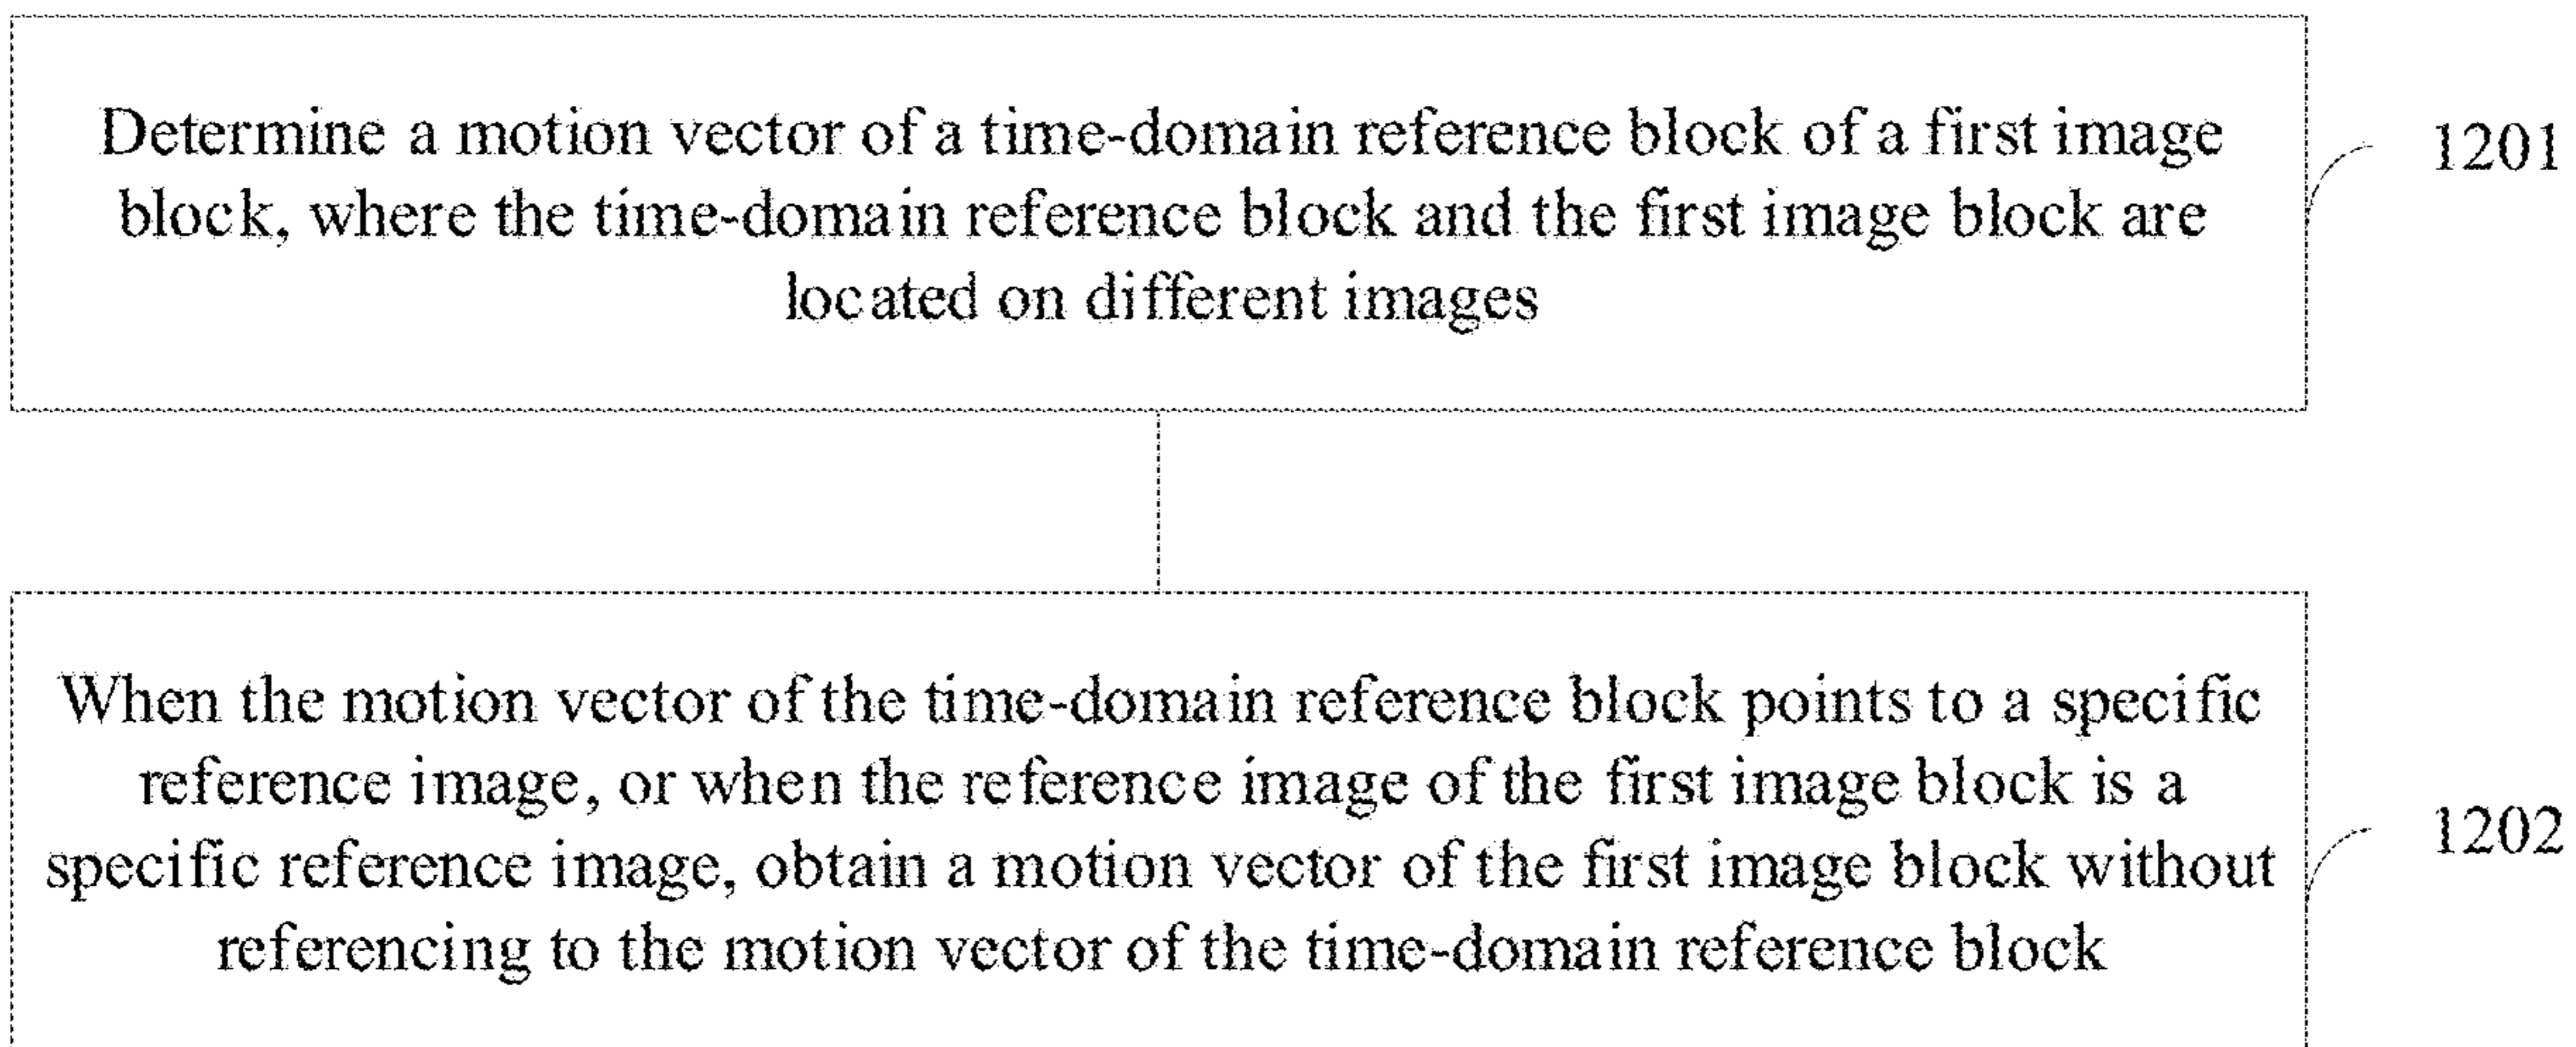 Determine a motion vector of a time-domain reference block of a first image
block, where the time-domain reference block and the first image block are
located on different images
1201
When the motion vector of the time-domain reference block points to a specific
reference image, or when the reference image of the first image block is a
specific reference image, obtain a motion vector of the first image block without
referencing to the motion vector of the time-domain reference block
1202